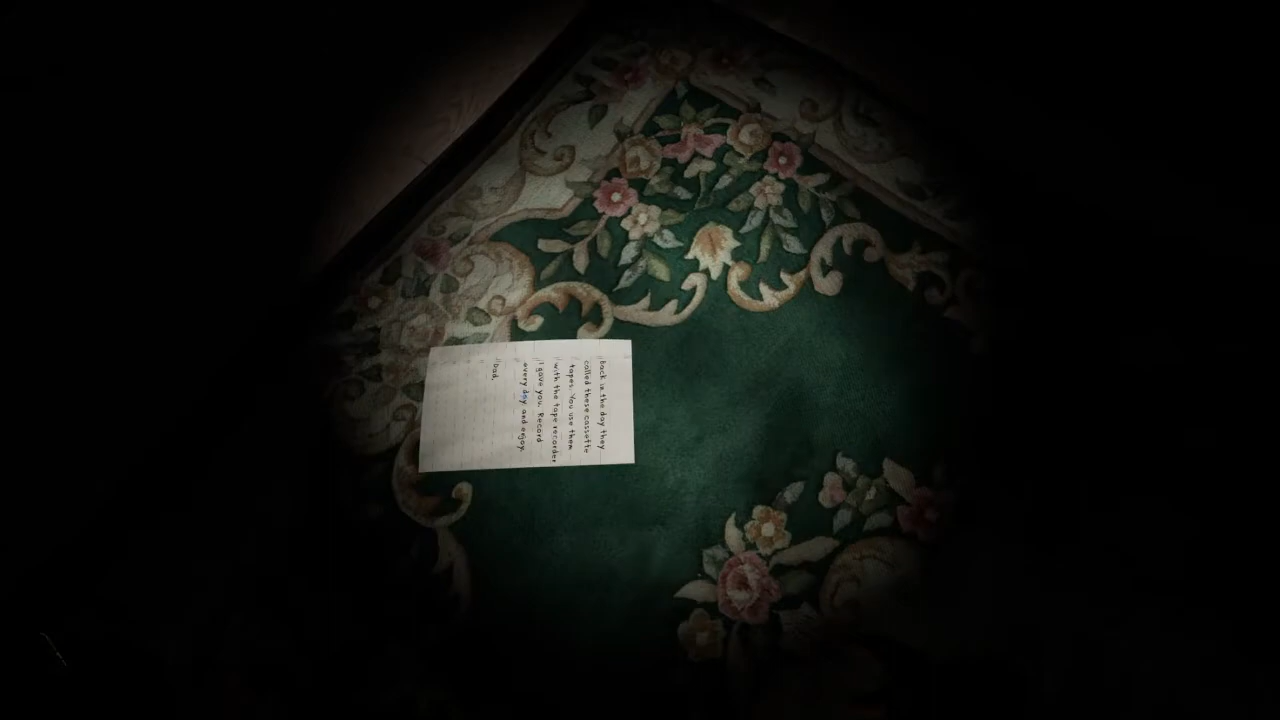 back in the day they
called these cassette
tapes. You use them
with the tape recorder
I gave you. Record
every day and enjoy.
Dad.